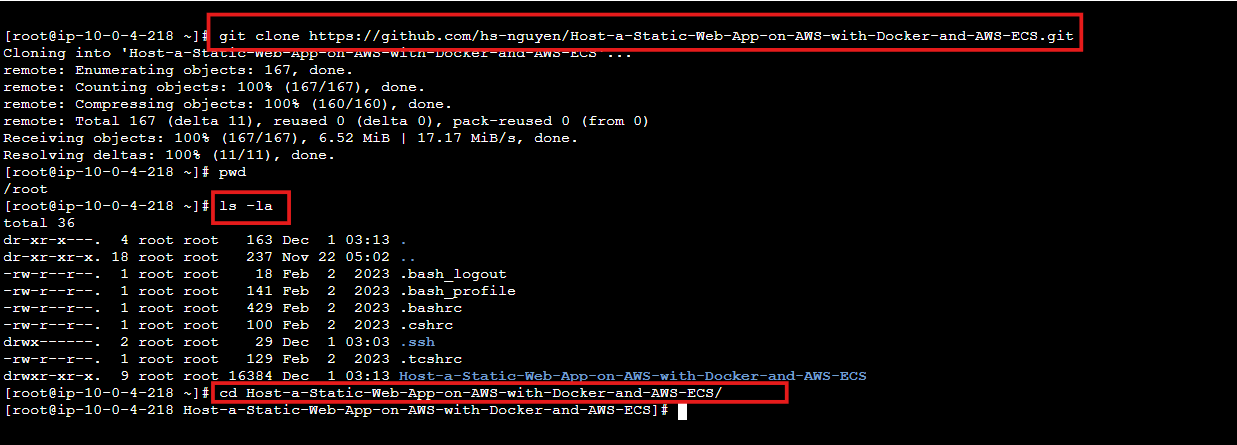 [root@ip-10-0-4-218 ~]# git clone https://github.com/hs-nguyen/Host-a-Static-Web-App-on-AWS-with-Docker-and-AWS-ECS.git
Cloning into 'Host-a-Static-Web-App-on-AWS-with-Docker-and-AWS-ECS'...
remote: Enumerating objects: 167, done.
remote: Counting objects: 100% (167/167), done.
remote: Compressing objects: 100% (160/160), done.
remote: Total 167 (delta 11), reused 0 (delta 0), pack-reused 0 (from 0)
Receiving objects: 100% (167/167), 6.52 MiB | 17.17 MiB/s, done.
Resolving deltas: 100% (11/11), done.
[root@ip-10-0-4-218 ~]# pwd
/root
[root@ip-10-0-4-218 ~]# ls -la
total 36
dr-xr-x---.  4 root root   163 Dec  1 03:13 .
dr-xr-xr-x. 18 root root   237 Nov 22 05:02 ..
-rw-r--r--.  1 root root    18 Feb  2  2023 .bash_logout
-rw-r--r--.  1 root root   141 Feb  2  2023 .bash_profile
-rw-r--r--.  1 root root   429 Feb  2  2023 .bashrc
-rw-r--r--.  1 root root   100 Feb  2  2023 .cshrc
drwx------.  2 root root    29 Dec  1 03:03 .ssh
-rw-r--r--.  1 root root   129 Feb  2  2023 .tcshrc
drwxr-xr-x.  9 root root 16384 Dec  1 03:13 Host-a-Static-Web-App-on-AWS-with-Docker-and-AWS-ECS
[root@ip-10-0-4-218 ~]# cd Host-a-Static-Web-App-on-AWS-with-Docker-and-AWS-ECS/
[root@ip-10-0-4-218 Host-a-Static-Web-App-on-AWS-with-Docker-and-AWS-ECS]#